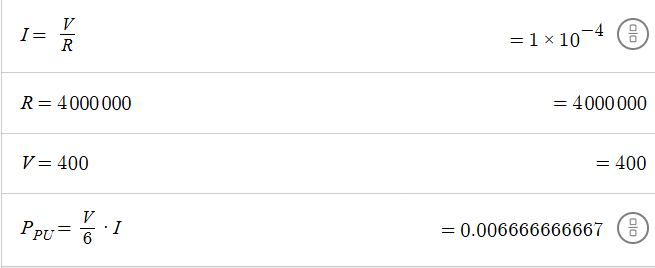 I = V/R = 1 × 10⁻⁴
R = 4000000 = 4000000
V = 400 = 400
P_PU = V/6 · I = 0.006666666667